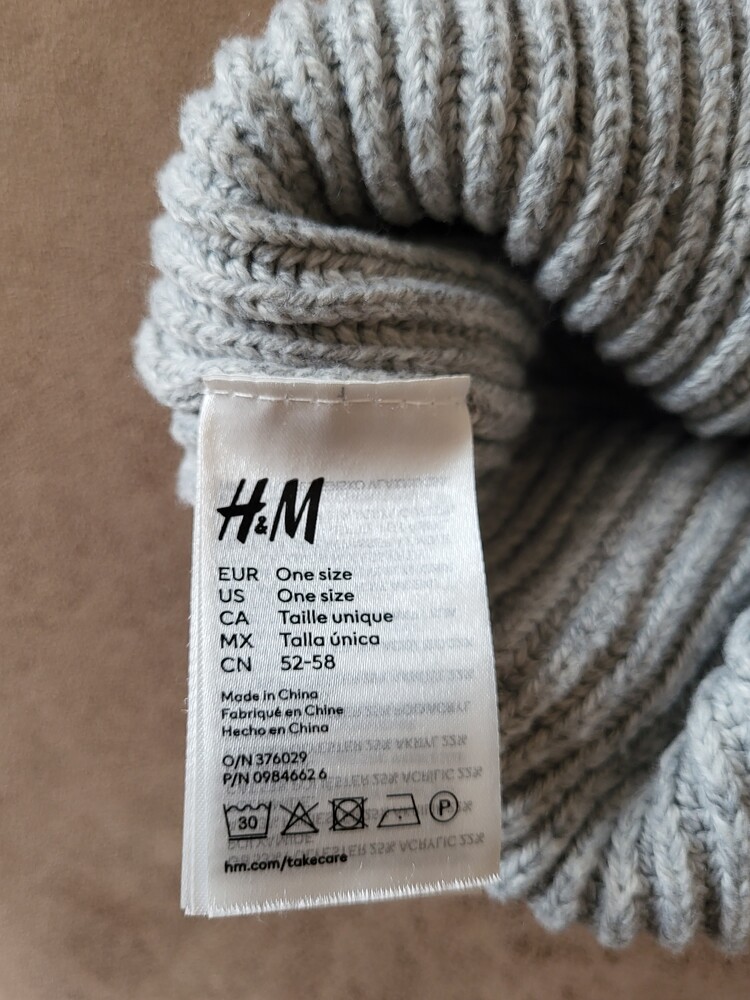 H&M
EUR One size
US One size
CA Taille unique
MX Talla única
CN 52-58
Made in China
Fabriqué en Chine
Hecho en China
O/N 376029
P/N 0984662 6
30
P
hm.com/takecare